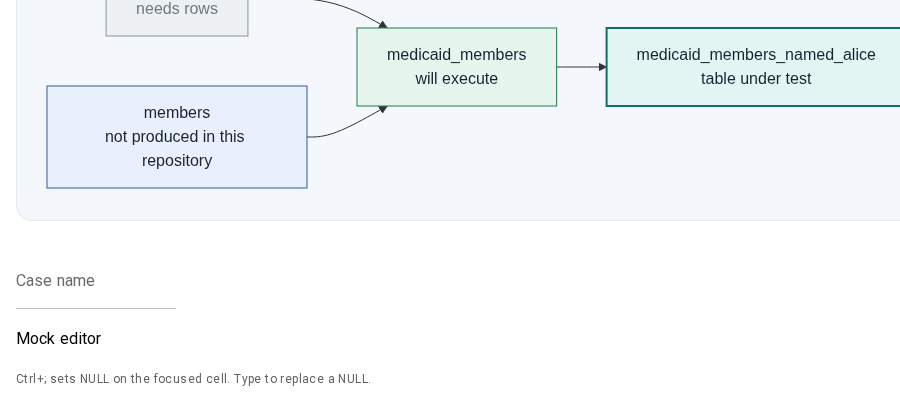 needs rows
medicaid_members
will execute
medicaid_members_named_alice
table under test
members
not produced in this
repository
Case name
Mock editor
Ctrl+; sets NULL on the focused cell. Type to replace a NULL.